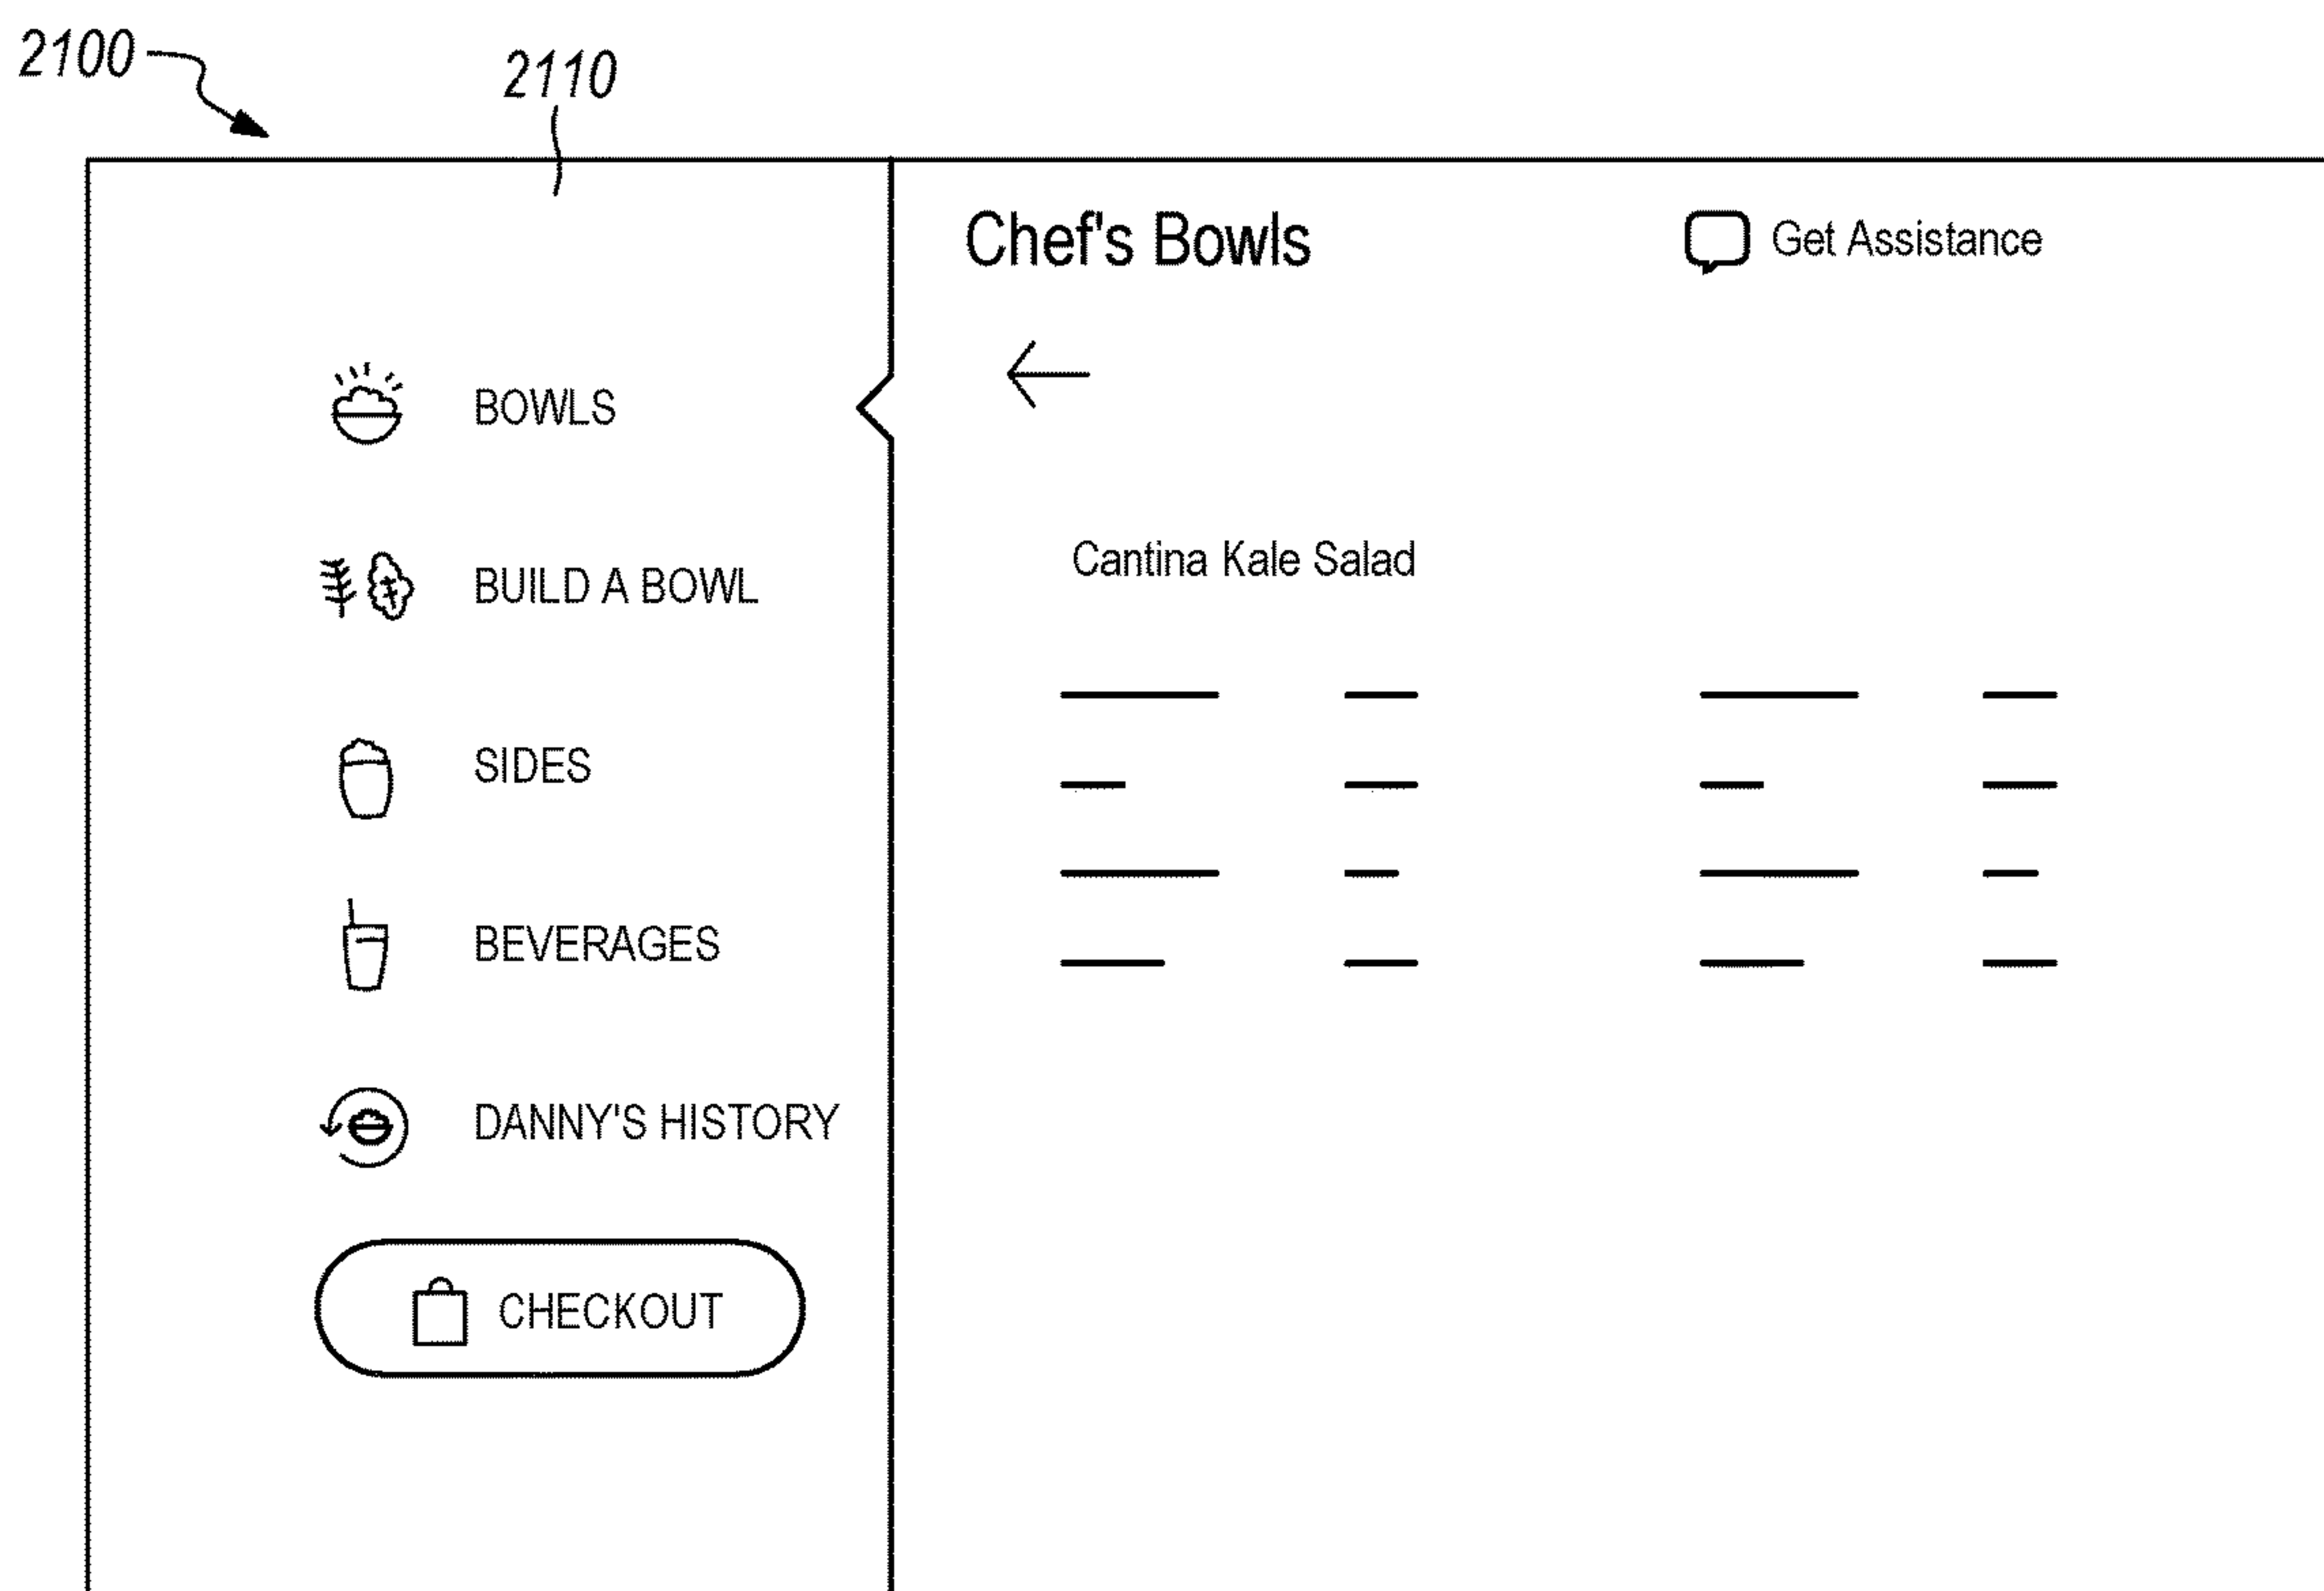 2100
2110
Chef's Bowls
Get Assistance
BOWLS
BUILD A BOWL
Cantina Kale Salad
SIDES
BEVERAGES
DANNY'S HISTORY
CHECKOUT